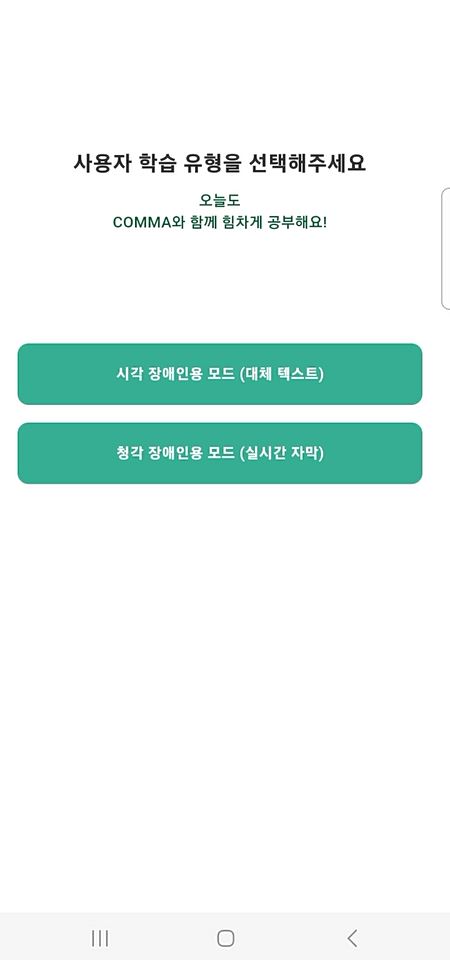 사용자 학습 유형을 선택해주세요
오늘도
COMMA와 함께 힘차게 공부해요!
시각 장애인용 모드 (대체 텍스트)
청각 장애인용 모드 (실시간 자막)